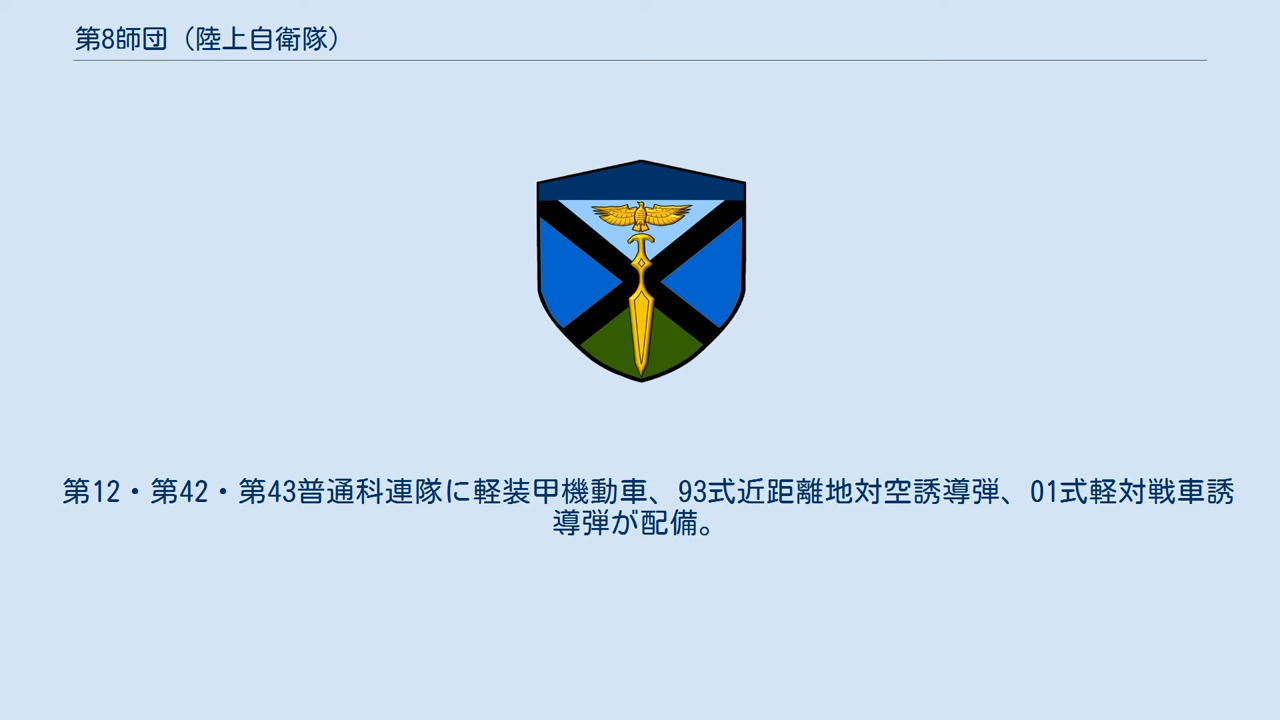 第8師団（陸上自衛隊）
第12・第42・第43普通科連隊に軽装甲機動車、93式近距離地対空誘導弾、01式軽対戦車誘
導弾が配備。